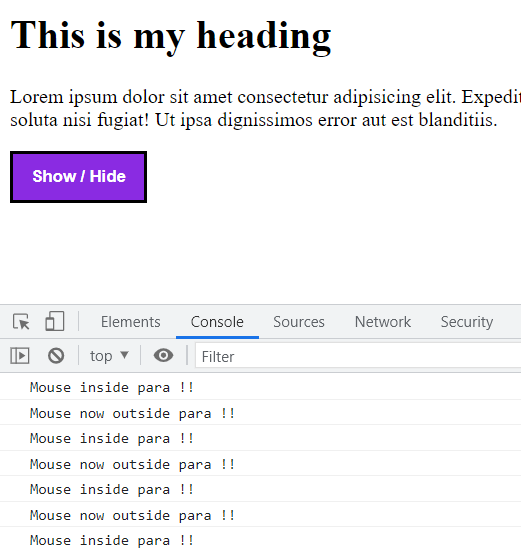 This is my heading
Lorem ipsum dolor sit amet consectetur adipisicing elit. Expedit
soluta nisi fugiat! Ut ipsa dignissimos error aut est blanditiis.
Show / Hide
Elements Console Sources Network Security
top Filter
Mouse inside para !!
Mouse now outside para !!
Mouse inside para !!
Mouse now outside para !!
Mouse inside para !!
Mouse now outside para !!
Mouse inside para !!